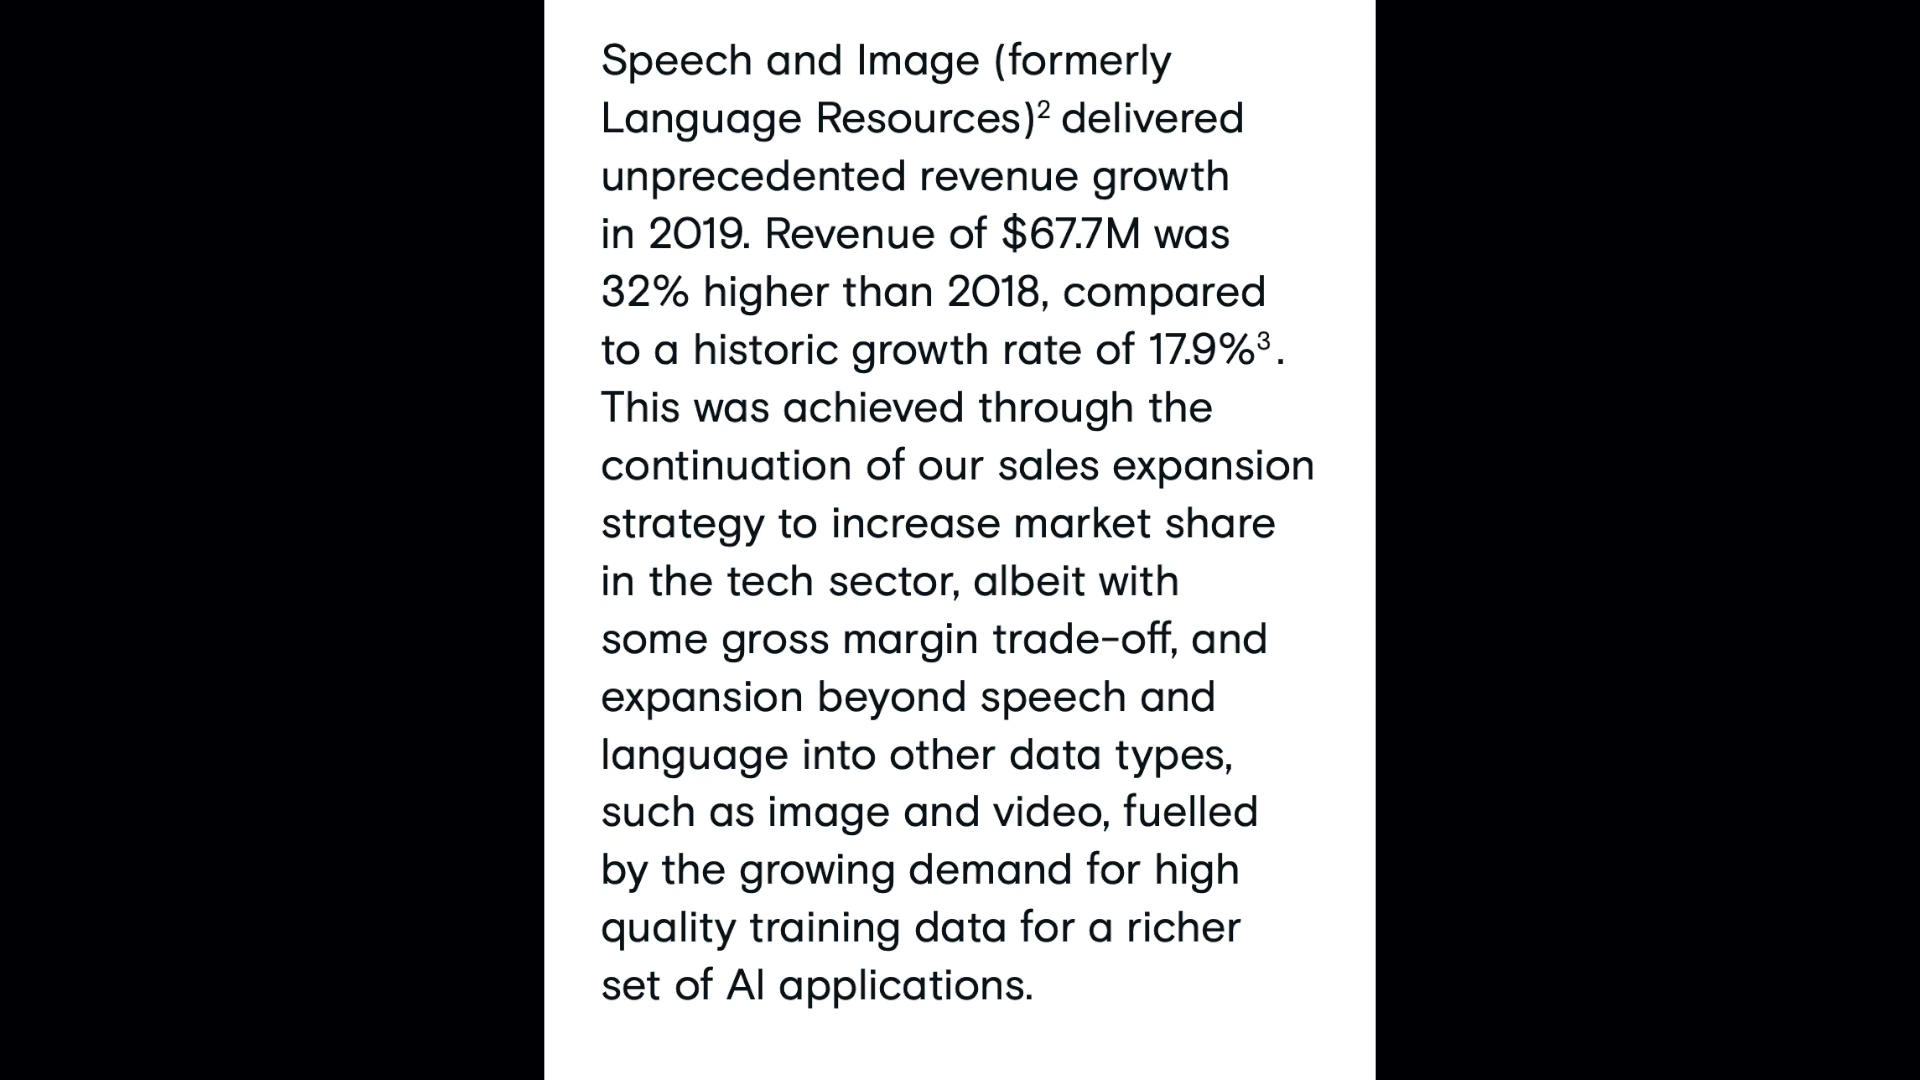 Speech and Image (formerly
Language Resources)² delivered
unprecedented revenue growth
in 2019. Revenue of $67.7M was
32% higher than 2018, compared
to a historic growth rate of 17.9%³.
This was achieved through the
continuation of our sales expansion
strategy to increase market share
in the tech sector, albeit with
some gross margin trade-off, and
expansion beyond speech and
language into other data types,
such as image and video, fuelled
by the growing demand for high
quality training data for a richer
set of AI applications.